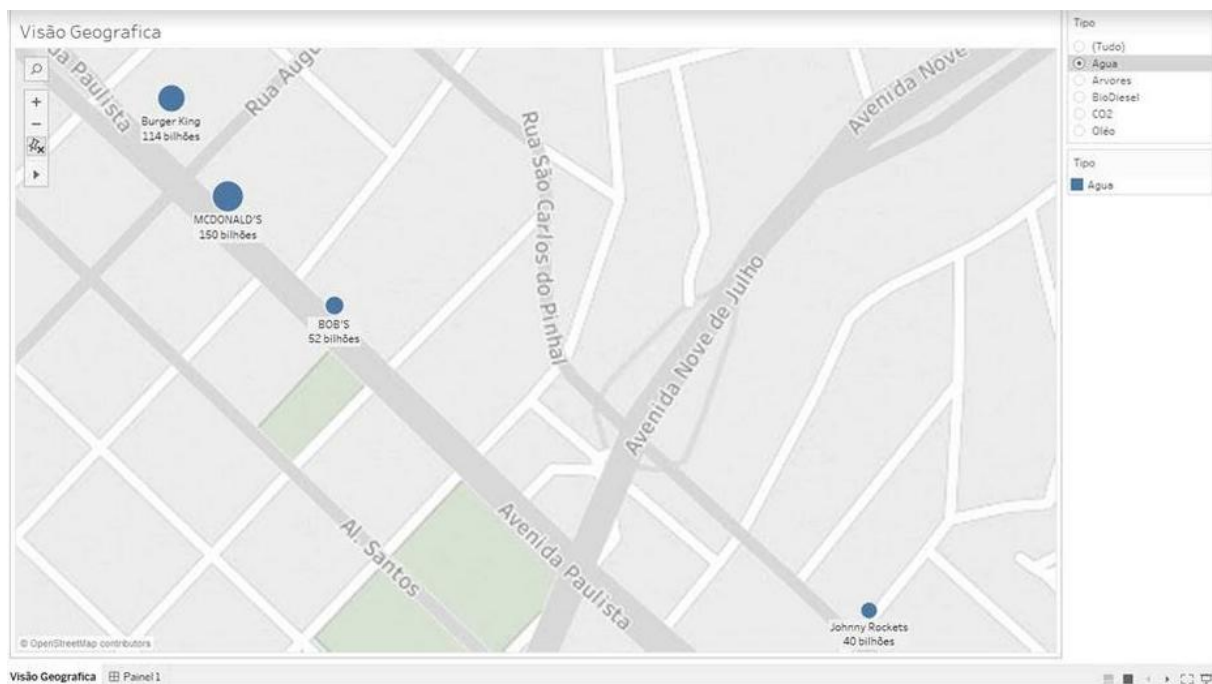 Visão Geografica
ua Paulista
Rua Augu
Burger King
114 bilhões
MCDONALD'S
150 bilhões
BOB'S
52 bilhões
Rua São Carlos do Pinhal
Avenida Nove
Avenida Nove de Julho
Al. Santos
Avenida Paulista
Johnny Rockets
40 bilhões
© OpenStreetMap contributors
Tipo
(Tudo)
Agua
Arvores
BioDiesel
CO2
Oléo
Tipo
Agua
Visão Geografica
Painel 1